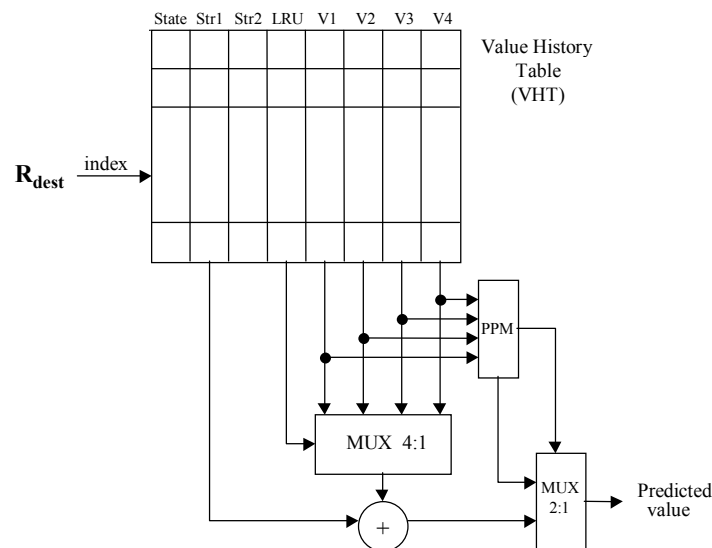 State Str1 Str2 LRU V1 V2 V3 V4
Value History
Table
(VHT)
R_dest
index
PPM
MUX 4:1
MUX
2:1
Predicted
value
+